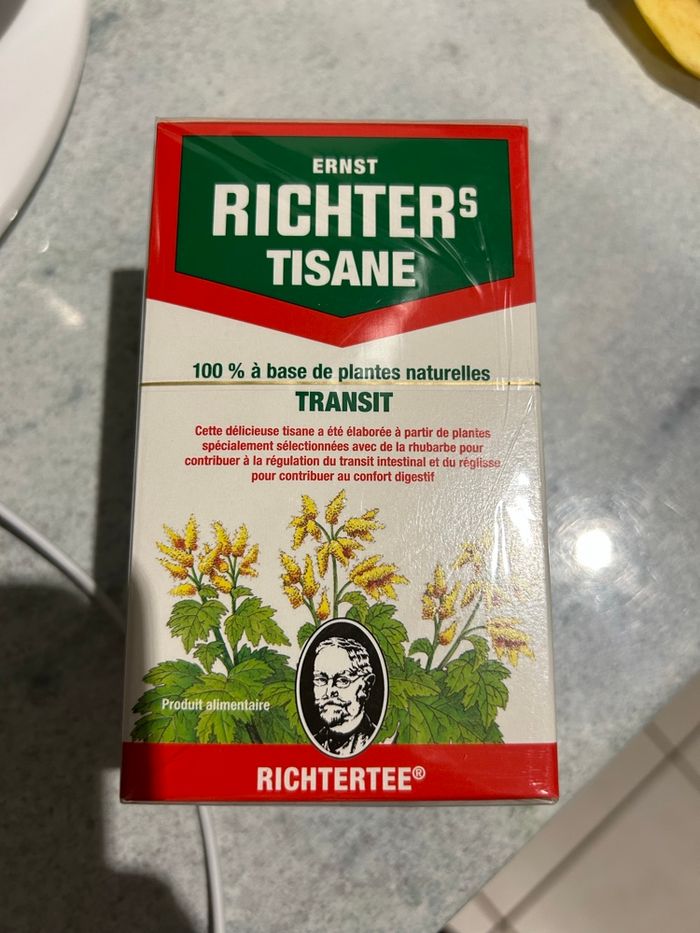 ERNST
RICHTERS
TISANE
100 % à base de plantes naturelles
TRANSIT
Cette délicieuse tisane a été élaborée à partir de plantes
spécialement sélectionnées avec de la rhubarbe pour
contribuer à la régulation du transit intestinal et du réglisse
pour contribuer au confort digestif
Produit alimentaire
RICHTERTEE®